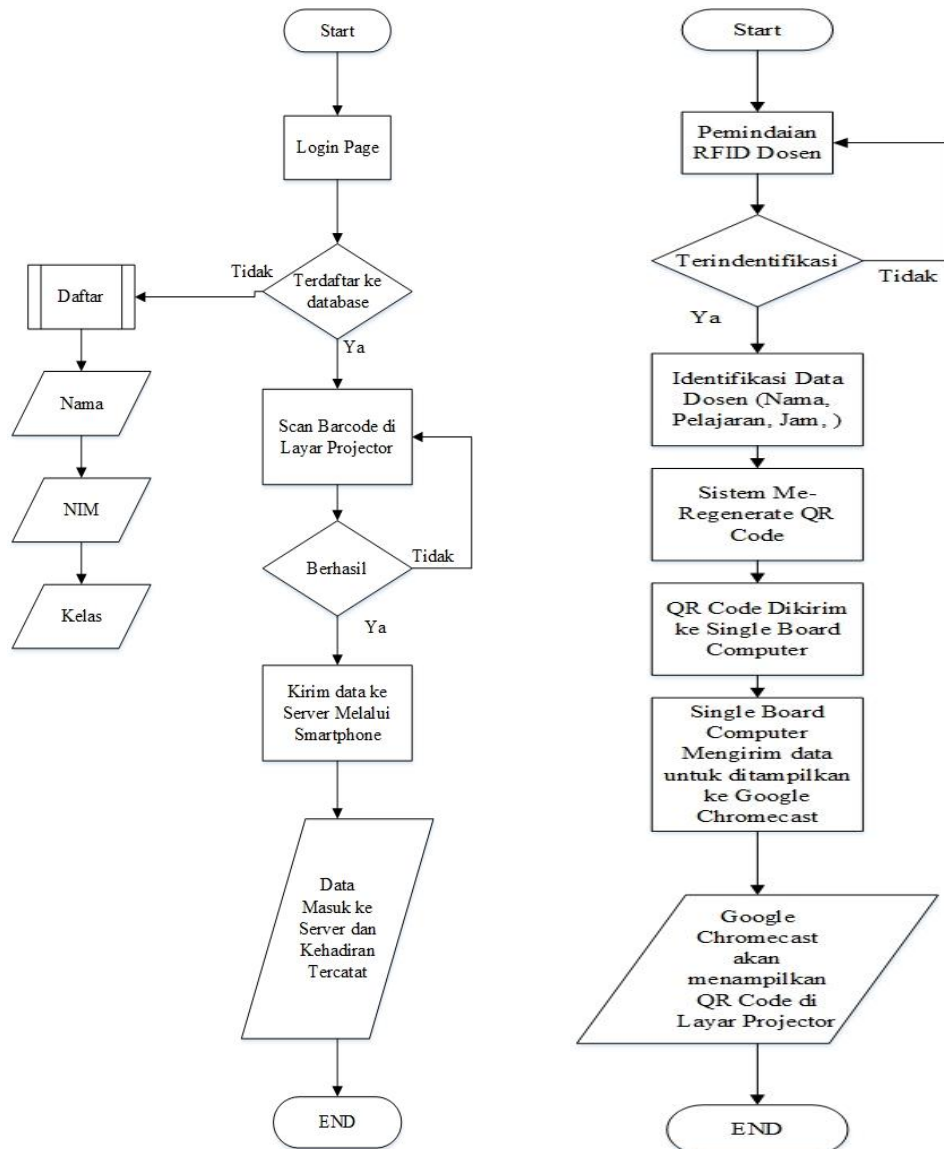 Start
Login Page
Terdaftar ke
database
Tidak
Daftar
Nama
NIM
Kelas
Ya
Scan Barcode di
Layar Projector
Berhasil
Tidak
Ya
Kirim data ke
Server Melalui
Smartphone
Data
Masuk ke
Server dan
Kehadiran
Tercatat
END
Start
Pemindaian
RFID Dosen
Terindentifikasi
Tidak
Ya
Identifikasi Data
Dosen (Nama,
Pelajaran, Jam, )
Sistem Me-
Regenerate QR
Code
QR Code Dikirim
ke Single Board
Computer
Single Board
Computer
Mengirim data
untuk ditampilkan
ke Google
Chromecast
Google
Chromecast
akan
menampilkan
QR Code di
Layar Projector
END